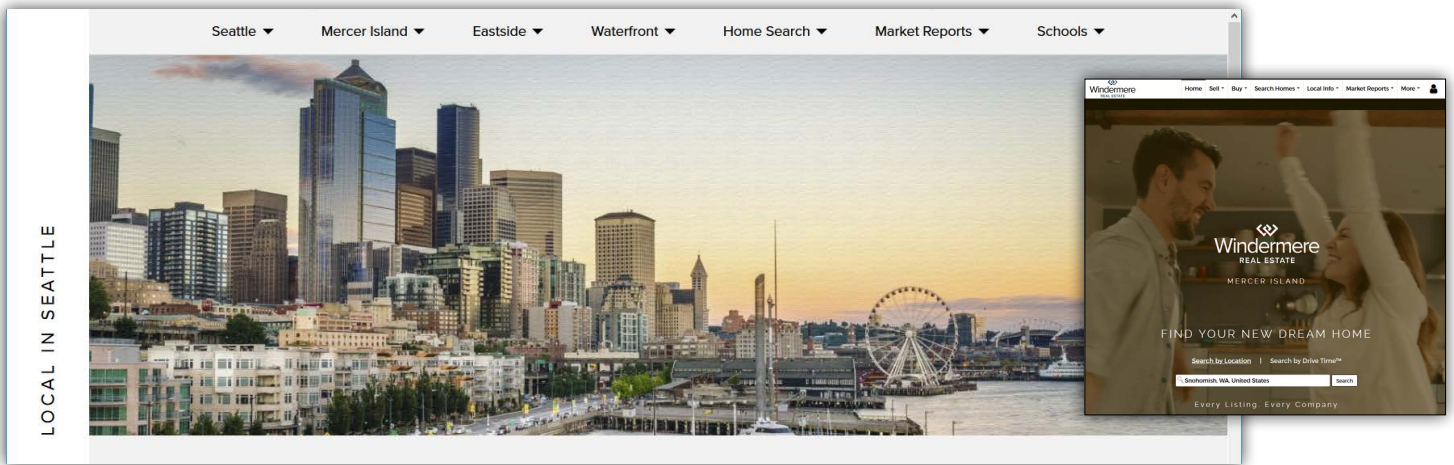 Seattle ▼ Mercer Island ▼ Eastside ▼ Waterfront ▼ Home Search ▼ Market Reports ▼ Schools ▼
LOCAL IN SEATTLE
Windermere
REAL ESTATE
Home Sell Buy Search Homes Local Info Market Reports More
Windermere
REAL ESTATE
MERCER ISLAND
FIND YOUR NEW DREAM HOME
Search by Location | Search by Drive Time™
Snohomish, WA, United States Search
Every Listing. Every Company